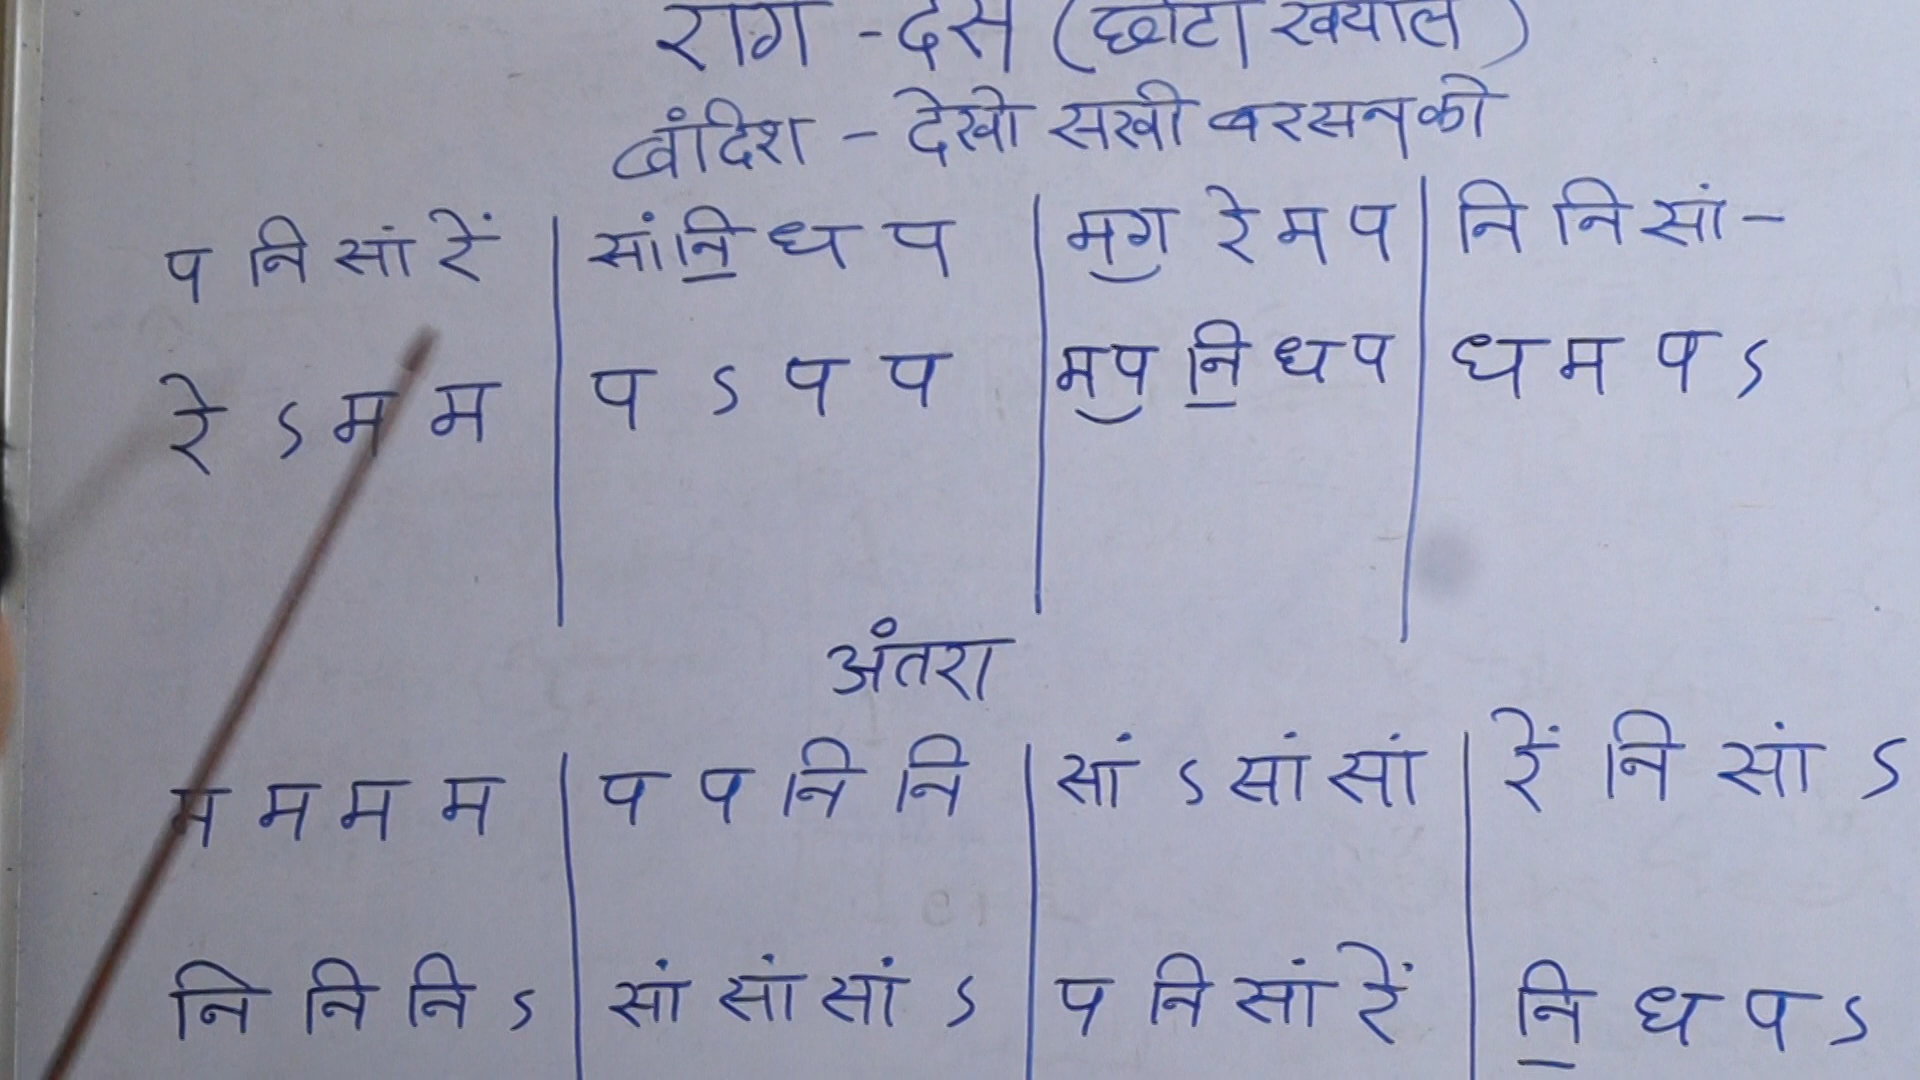 राग - देस (छोटा ख्याल)
बंदिश - देखो सखी बरसन को
प नि सां रें | सां नि॒ ध प | मग रे म प | नि नि सां -
रे ऽ म म | प ऽ प प | मप नि॒ ध प | ध म प ऽ
अंतरा
म म म म | प प नि नि | सां ऽ सां सां | रें नि सां ऽ
नि नि नि ऽ | सां सां सां ऽ | प नि सां रें | नि॒ ध प ऽ